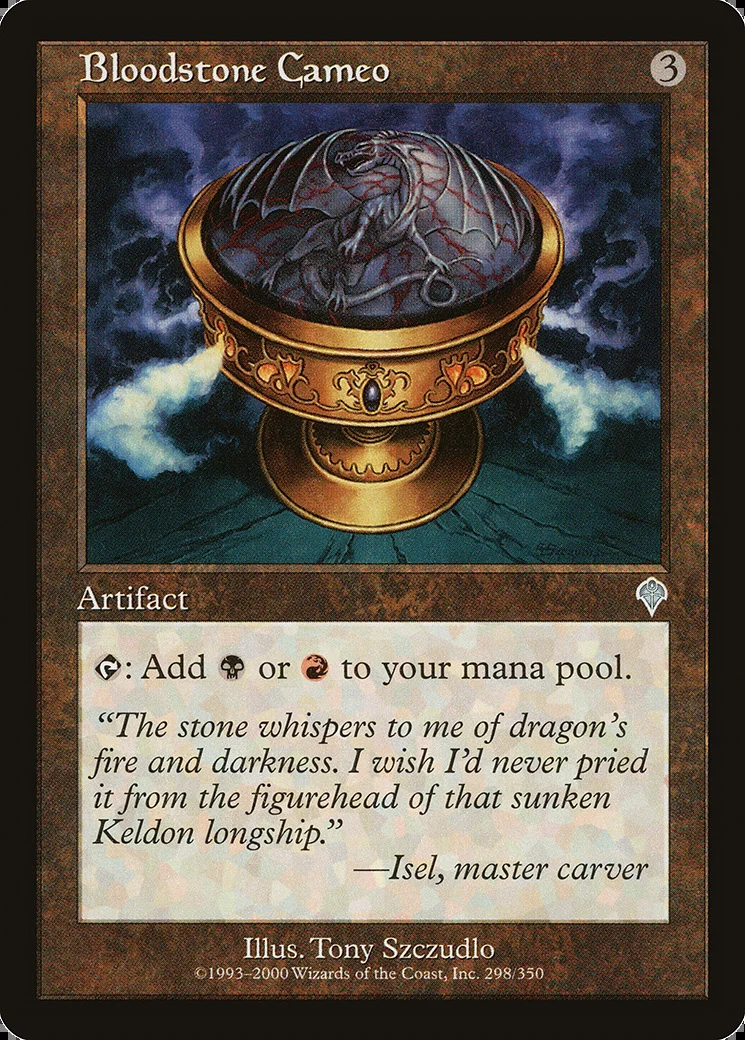 Bloodstone Cameo
3
Artifact
: Add or to your mana pool.
“The stone whispers to me of dragon’s
fire and darkness. I wish I’d never pried
it from the figurehead of that sunken
Keldon longship.”
—Isel, master carver
Illus. Tony Szczudlo
©1993–2000 Wizards of the Coast, Inc. 298/350